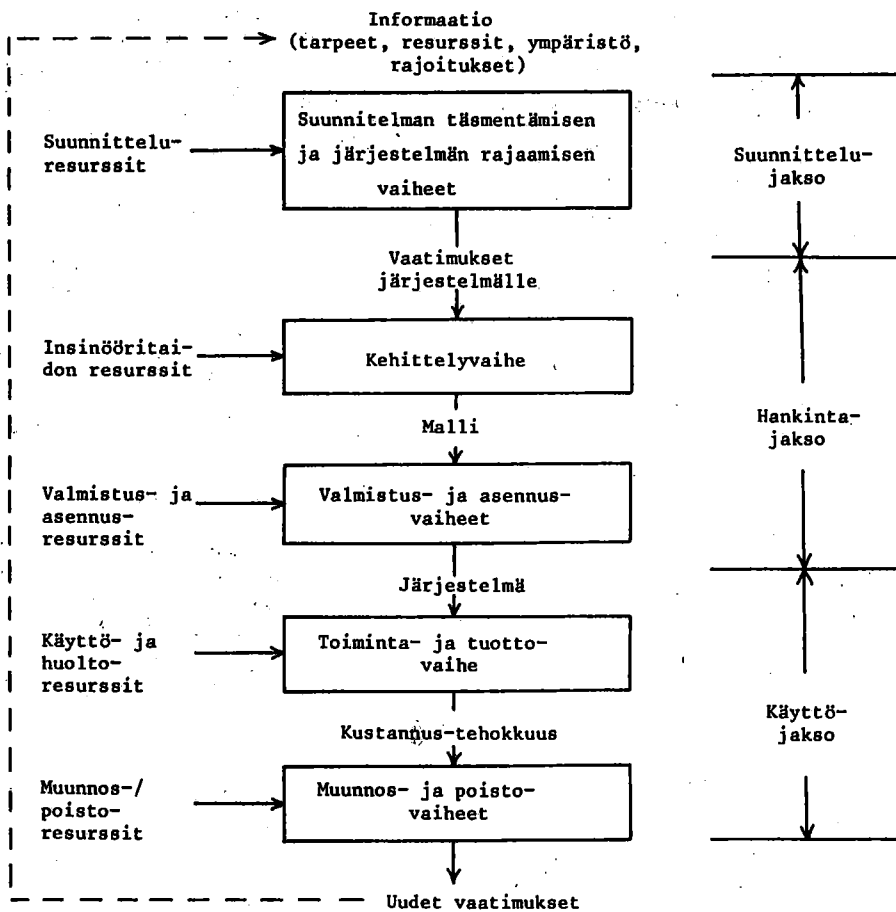 Informaatio
(tarpeet, resurssit, ympäristö,
rajoitukset)
Suunnittelu-
resurssit
Suunnitelman täsmentämisen
ja järjestelmän rajaamisen
vaiheet
Suunnittelu-
jakso
Vaatimukset
järjestelmälle
Insinööritai-
don resurssit
Kehittelyvaihe
Malli
Hankinta-
jakso
Valmistus- ja
asennus-
resurssit
Valmistus- ja asennus-
vaiheet
Järjestelmä
Käyttö- ja
huolto-
resurssit
Toiminta- ja tuotto-
vaihe
Käyttö-
jakso
Kustannus-tehokkuus
Muunnos-/
poisto-
resurssit
Muunnos- ja poisto-
vaiheet
Uudet vaatimukset